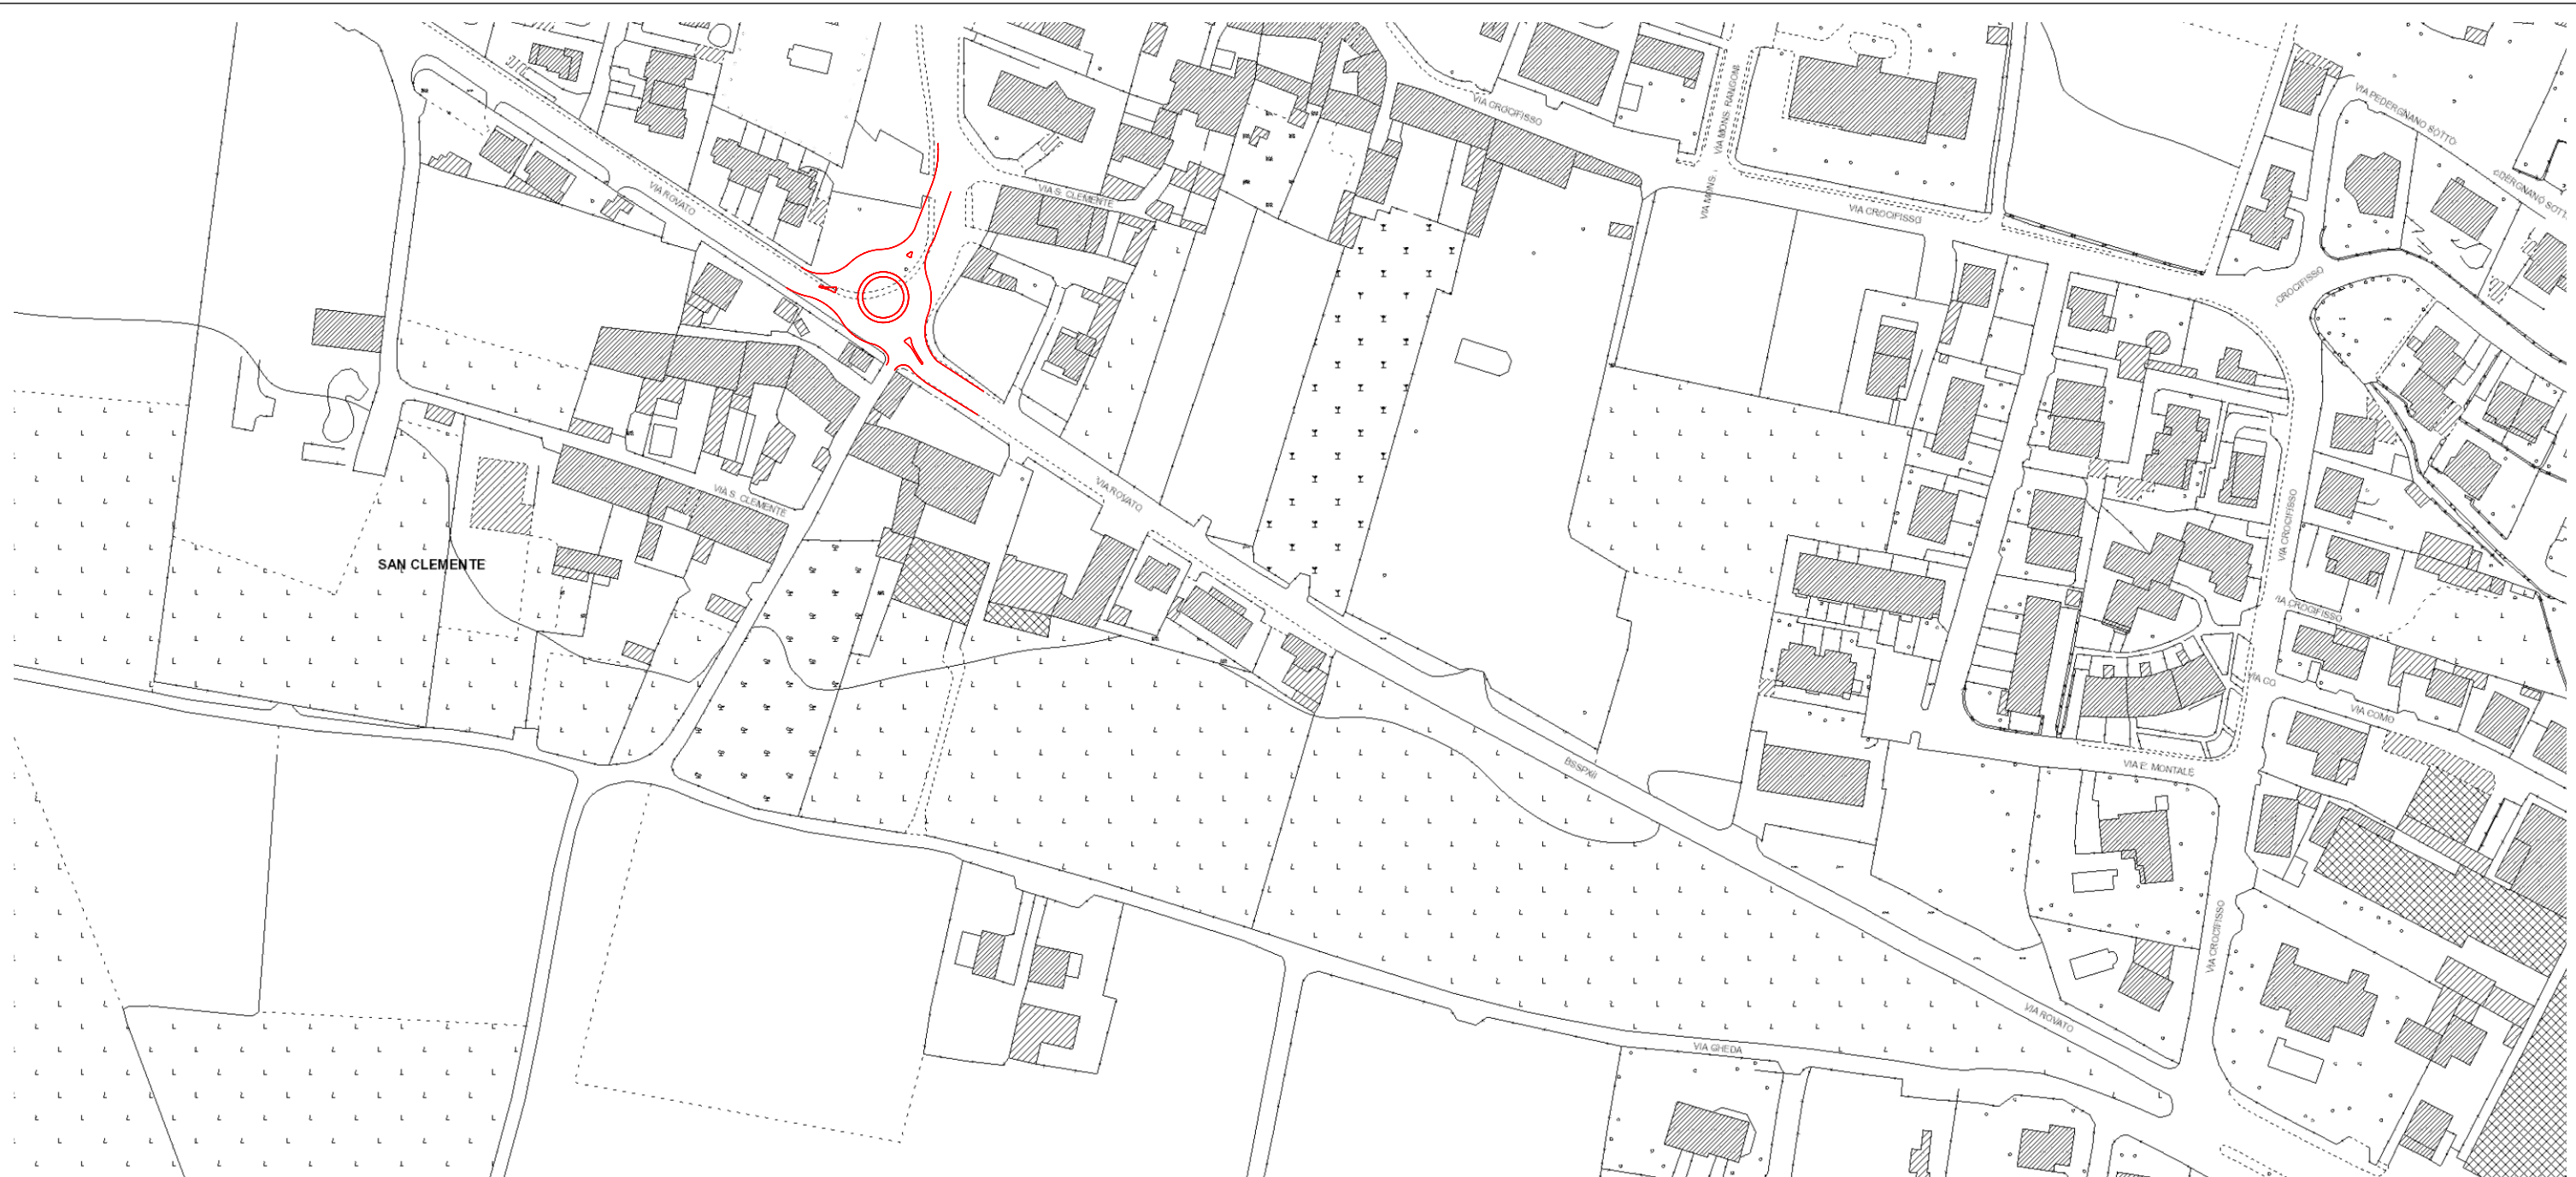 VIA PEDERGNANO SOTTO
VIA CROCIFISSO
VIA MONS RANGONI
VIA ROVATO
VIA S. CLEMENTE
VIA MONS.
VIA CROCIFISSO
CROCIFISSO
VIA ROVATO
VIA S. CLEMENTE
VIA CROCIFISSO
SAN CLEMENTE
VIA CROCIFISSO
VIA CO
VIA COMO
BSSPXII
VIA E. MONTALE
VIA CROCIFISSO
VIA ROVATO
VIA GHEDA